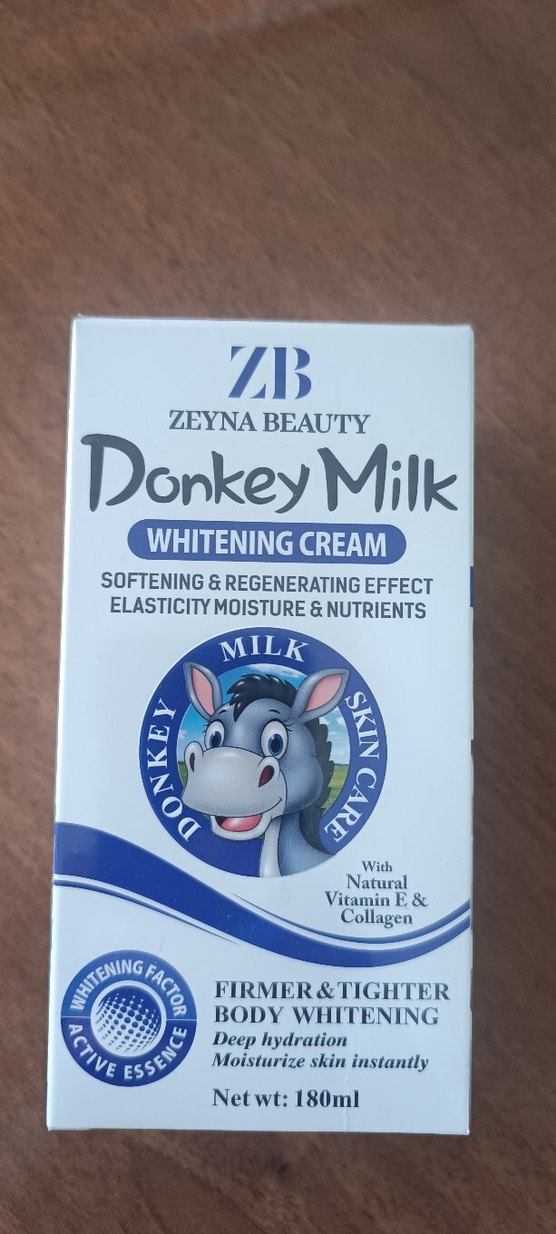 ZB
ZEYNA BEAUTY
Donkey Milk
WHITENING CREAM
SOFTENING & REGENERATING EFFECT
ELASTICITY MOISTURE & NUTRIENTS
DONKEY MILK SKIN CARE
With
Natural
Vitamin E &
Collagen
WHITENING FACTOR
ACTIVE ESSENCE
FIRMER & TIGHTER
BODY WHITENING
Deep hydration
Moisturize skin instantly
Net wt: 180ml